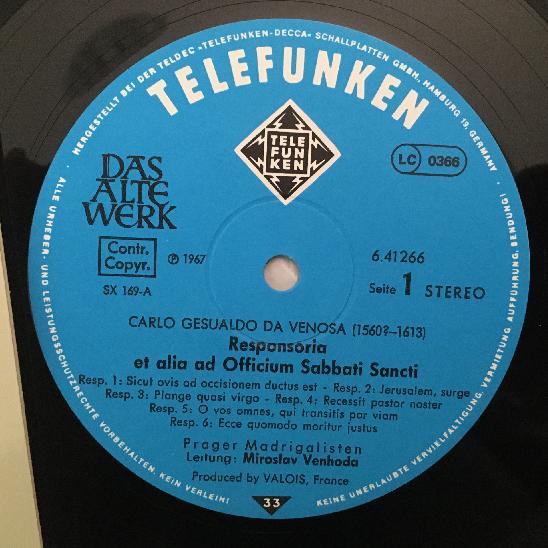 HERGESTELLT BEI DER TELDEC »TELEFUNKEN-DECCA« SCHALLPLATTEN GMBH, HAMBURG 19, GERMANY · ALLE URHEBER- UND LEISTUNGSSCHUTZRECHTE VORBEHALTEN. KEIN VERLEIH! KEINE UNERLAUBTE VERVIELFÄLTIGUNG, VERMIETUNG, AUFFÜHRUNG, SENDUNG!
TELEFUNKEN
TELE
FUN
KEN
LC 0366
DAS
ALTE
WERK
Contr.
Copyr.
℗ 1967
6.41266
SX 169-A
Seite 1 STEREO
CARLO GESUALDO DA VENOSA (1560?-1613)
Responsoria
et alia ad Officium Sabbati Sancti
Resp. 1: Sicut ovis ad occisionem ductus est - Resp. 2: Jerusalem, surge
Resp. 3: Plange quasi virgo - Resp. 4: Recessit pastor noster
Resp. 5: O vos omnes, qui transitis por viam
Resp. 6: Ecce quomodo moritur justus
Prager Madrigalisten
Leitung: Miroslav Venhoda
Produced by VALOIS, France
33